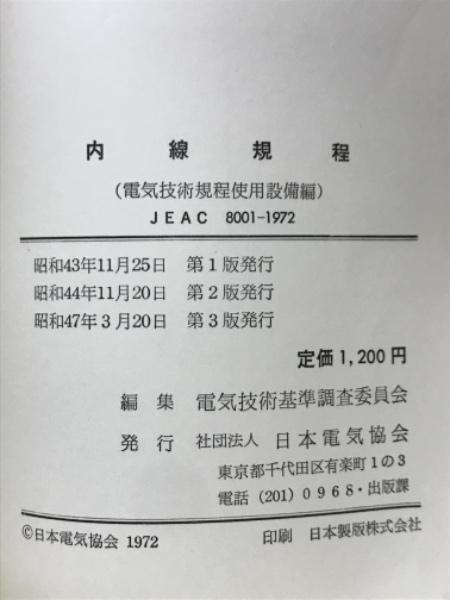 内線規程
(電気技術規程使用設備編)
JEAC 8001-1972
昭和43年11月25日 第1版発行
昭和44年11月20日 第2版発行
昭和47年3月20日 第3版発行
定価1,200円
編集 電気技術基準調査委員会
発行 社団法人 日本電気協会
東京都千代田区有楽町1の3
電話 (201) 0968・出版課
©日本電気協会 1972 印刷 日本製版株式会社